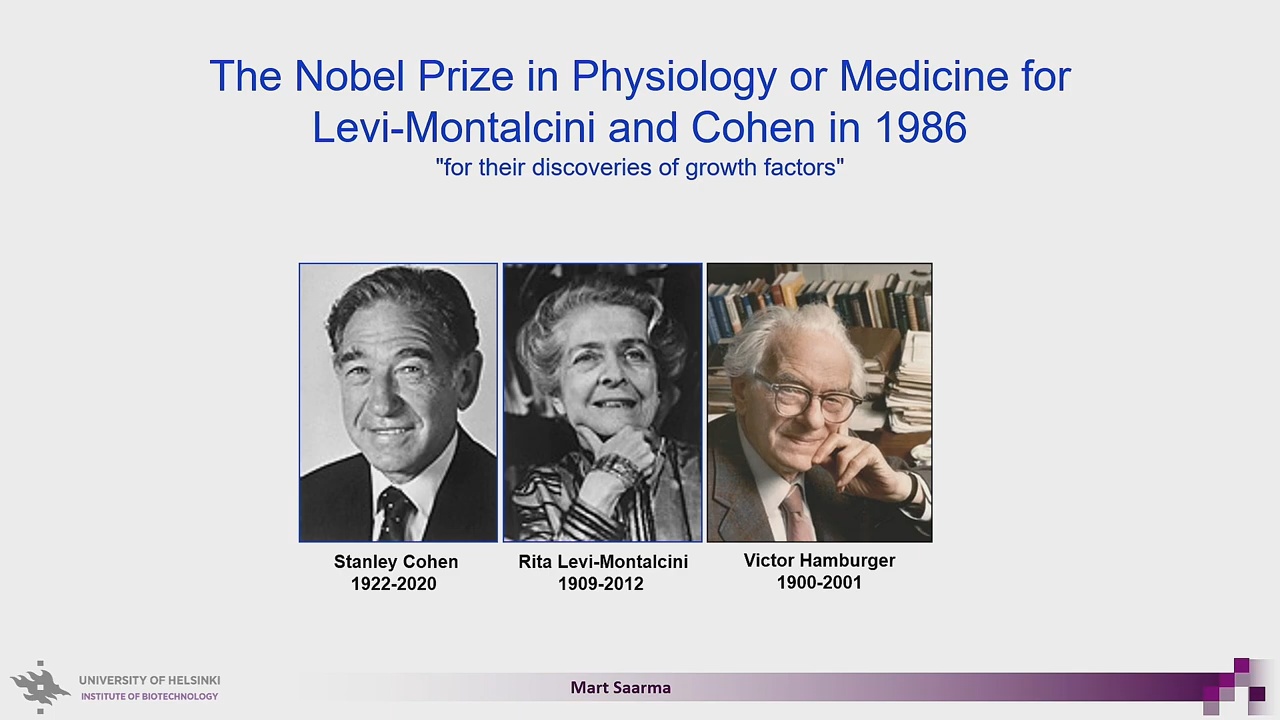 The Nobel Prize in Physiology or Medicine for
Levi-Montalcini and Cohen in 1986
"for their discoveries of growth factors"
Stanley Cohen
1922-2020
Rita Levi-Montalcini
1909-2012
Victor Hamburger
1900-2001
UNIVERSITY OF HELSINKI
INSTITUTE OF BIOTECHNOLOGY
Mart Saarma